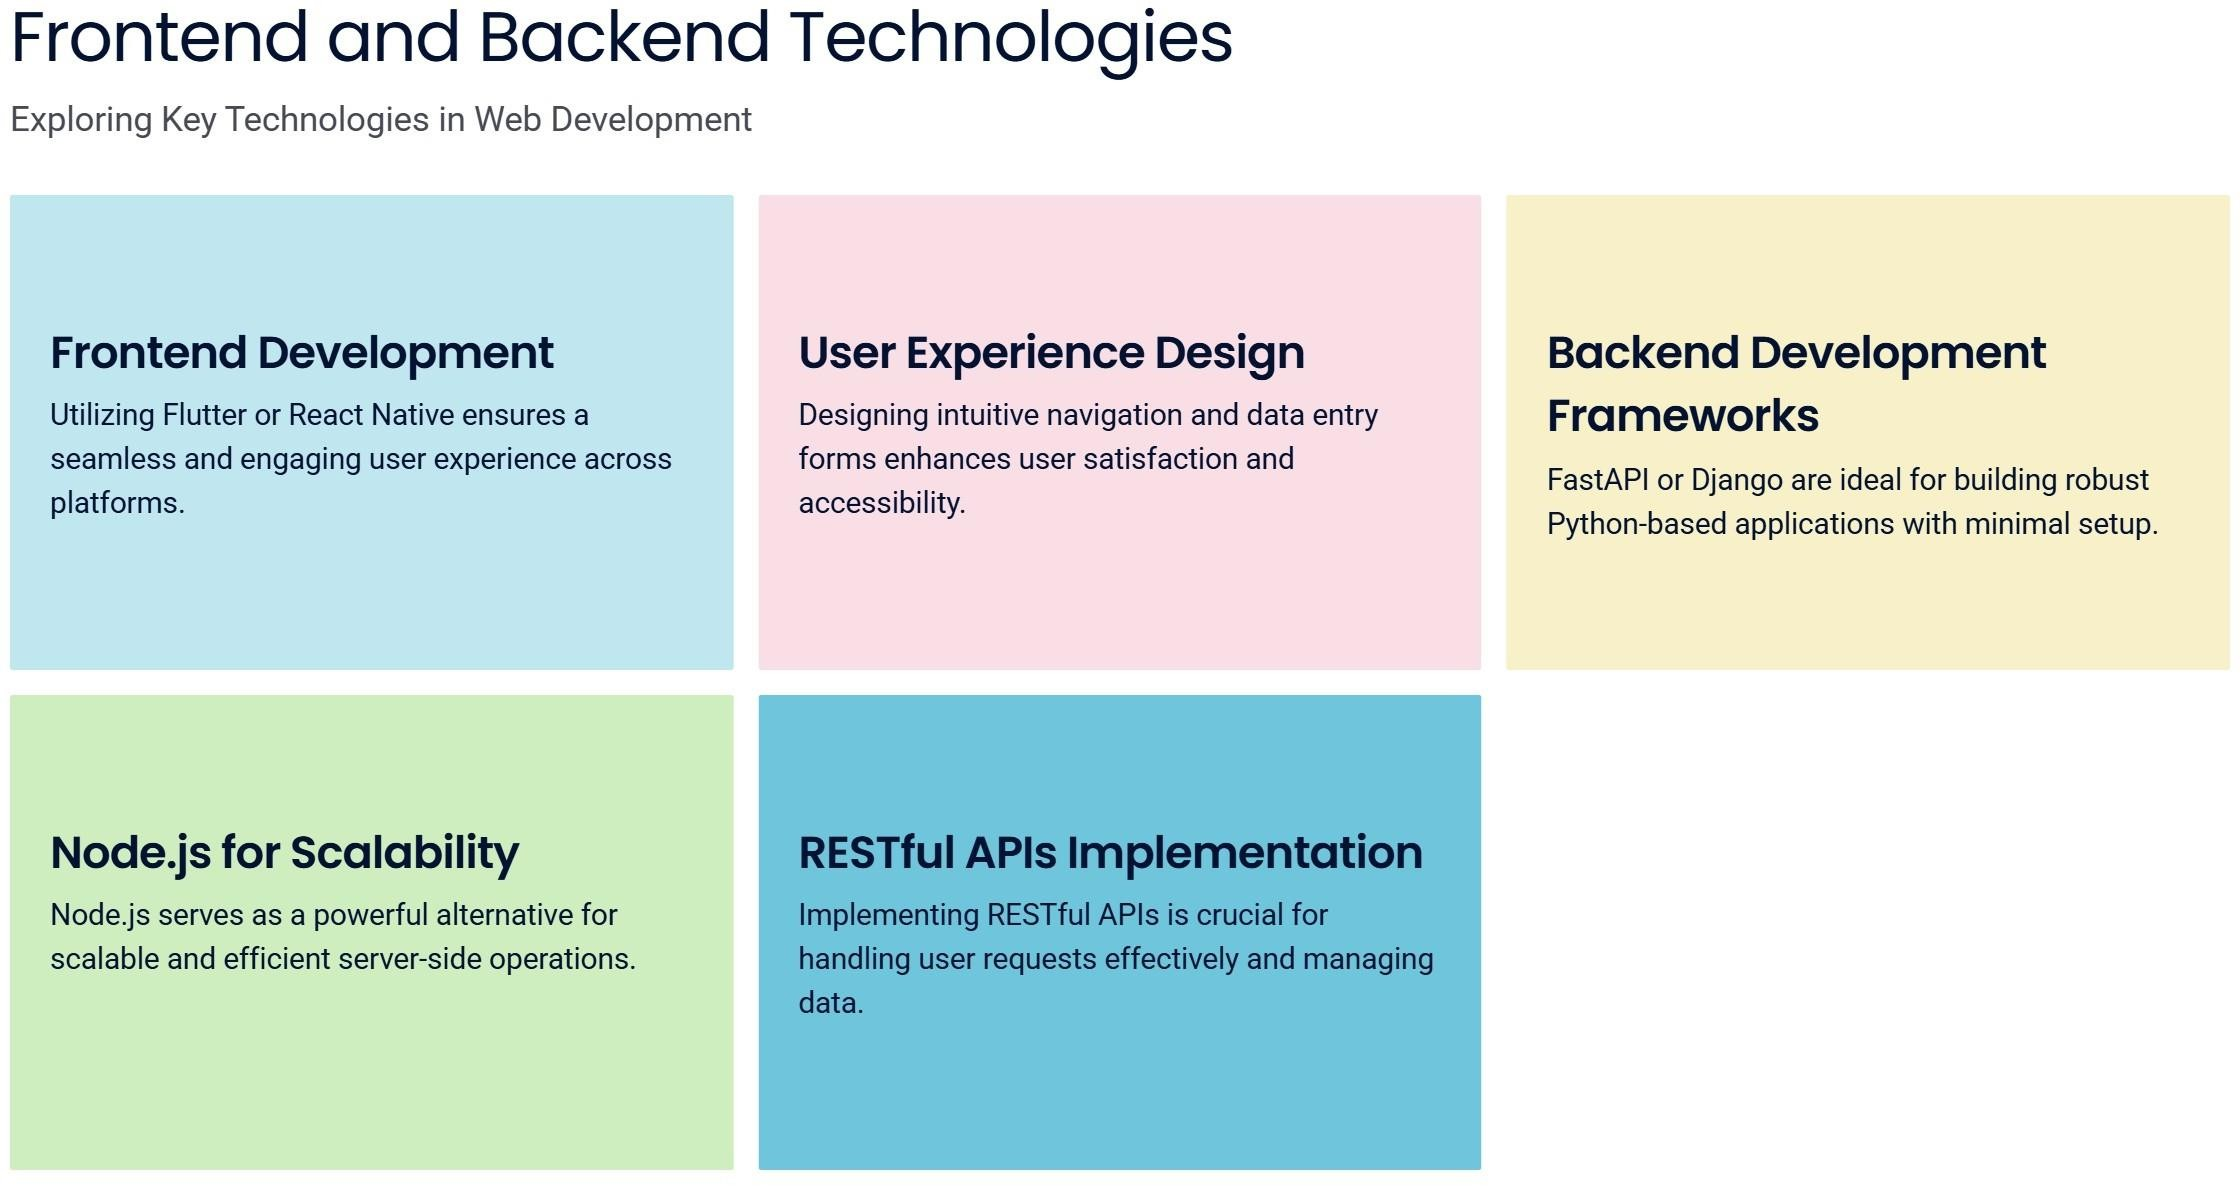 Frontend and Backend Technologies
Exploring Key Technologies in Web Development
Frontend Development
Utilizing Flutter or React Native ensures a
seamless and engaging user experience across
platforms.
User Experience Design
Designing intuitive navigation and data entry
forms enhances user satisfaction and
accessibility.
Backend Development
Frameworks
FastAPI or Django are ideal for building robust
Python-based applications with minimal setup.
Node.js for Scalability
Node.js serves as a powerful alternative for
scalable and efficient server-side operations.
RESTful APIs Implementation
Implementing RESTful APIs is crucial for
handling user requests effectively and managing
data.